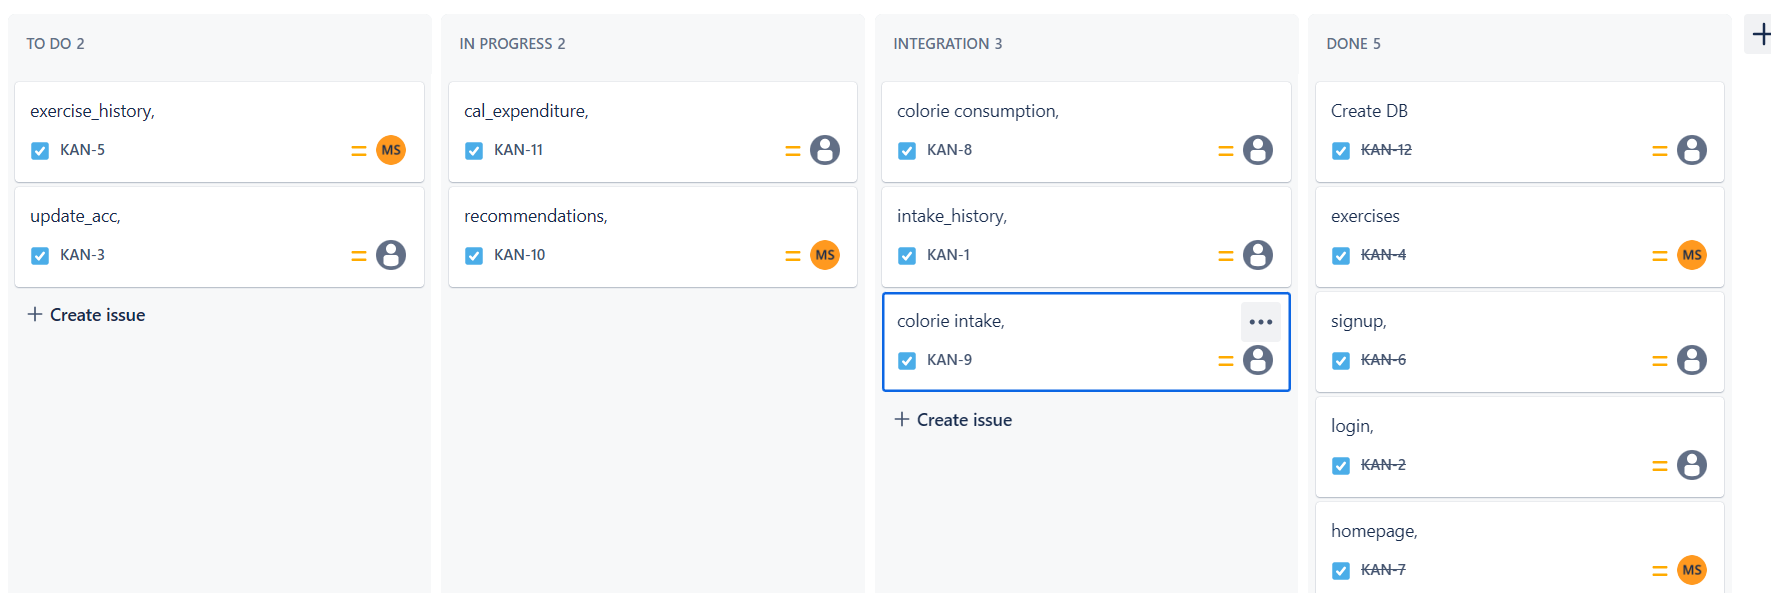 TO DO 2
exercise_history,
KAN-5
MS
update_acc,
KAN-3
+ Create issue
IN PROGRESS 2
cal_expenditure,
KAN-11
recommendations,
KAN-10
MS
INTEGRATION 3
colorie consumption,
KAN-8
intake_history,
KAN-1
colorie intake,
KAN-9
+ Create issue
DONE 5
Create DB
KAN-12
exercises
KAN-4
MS
signup,
KAN-6
login,
KAN-2
homepage,
KAN-7
MS